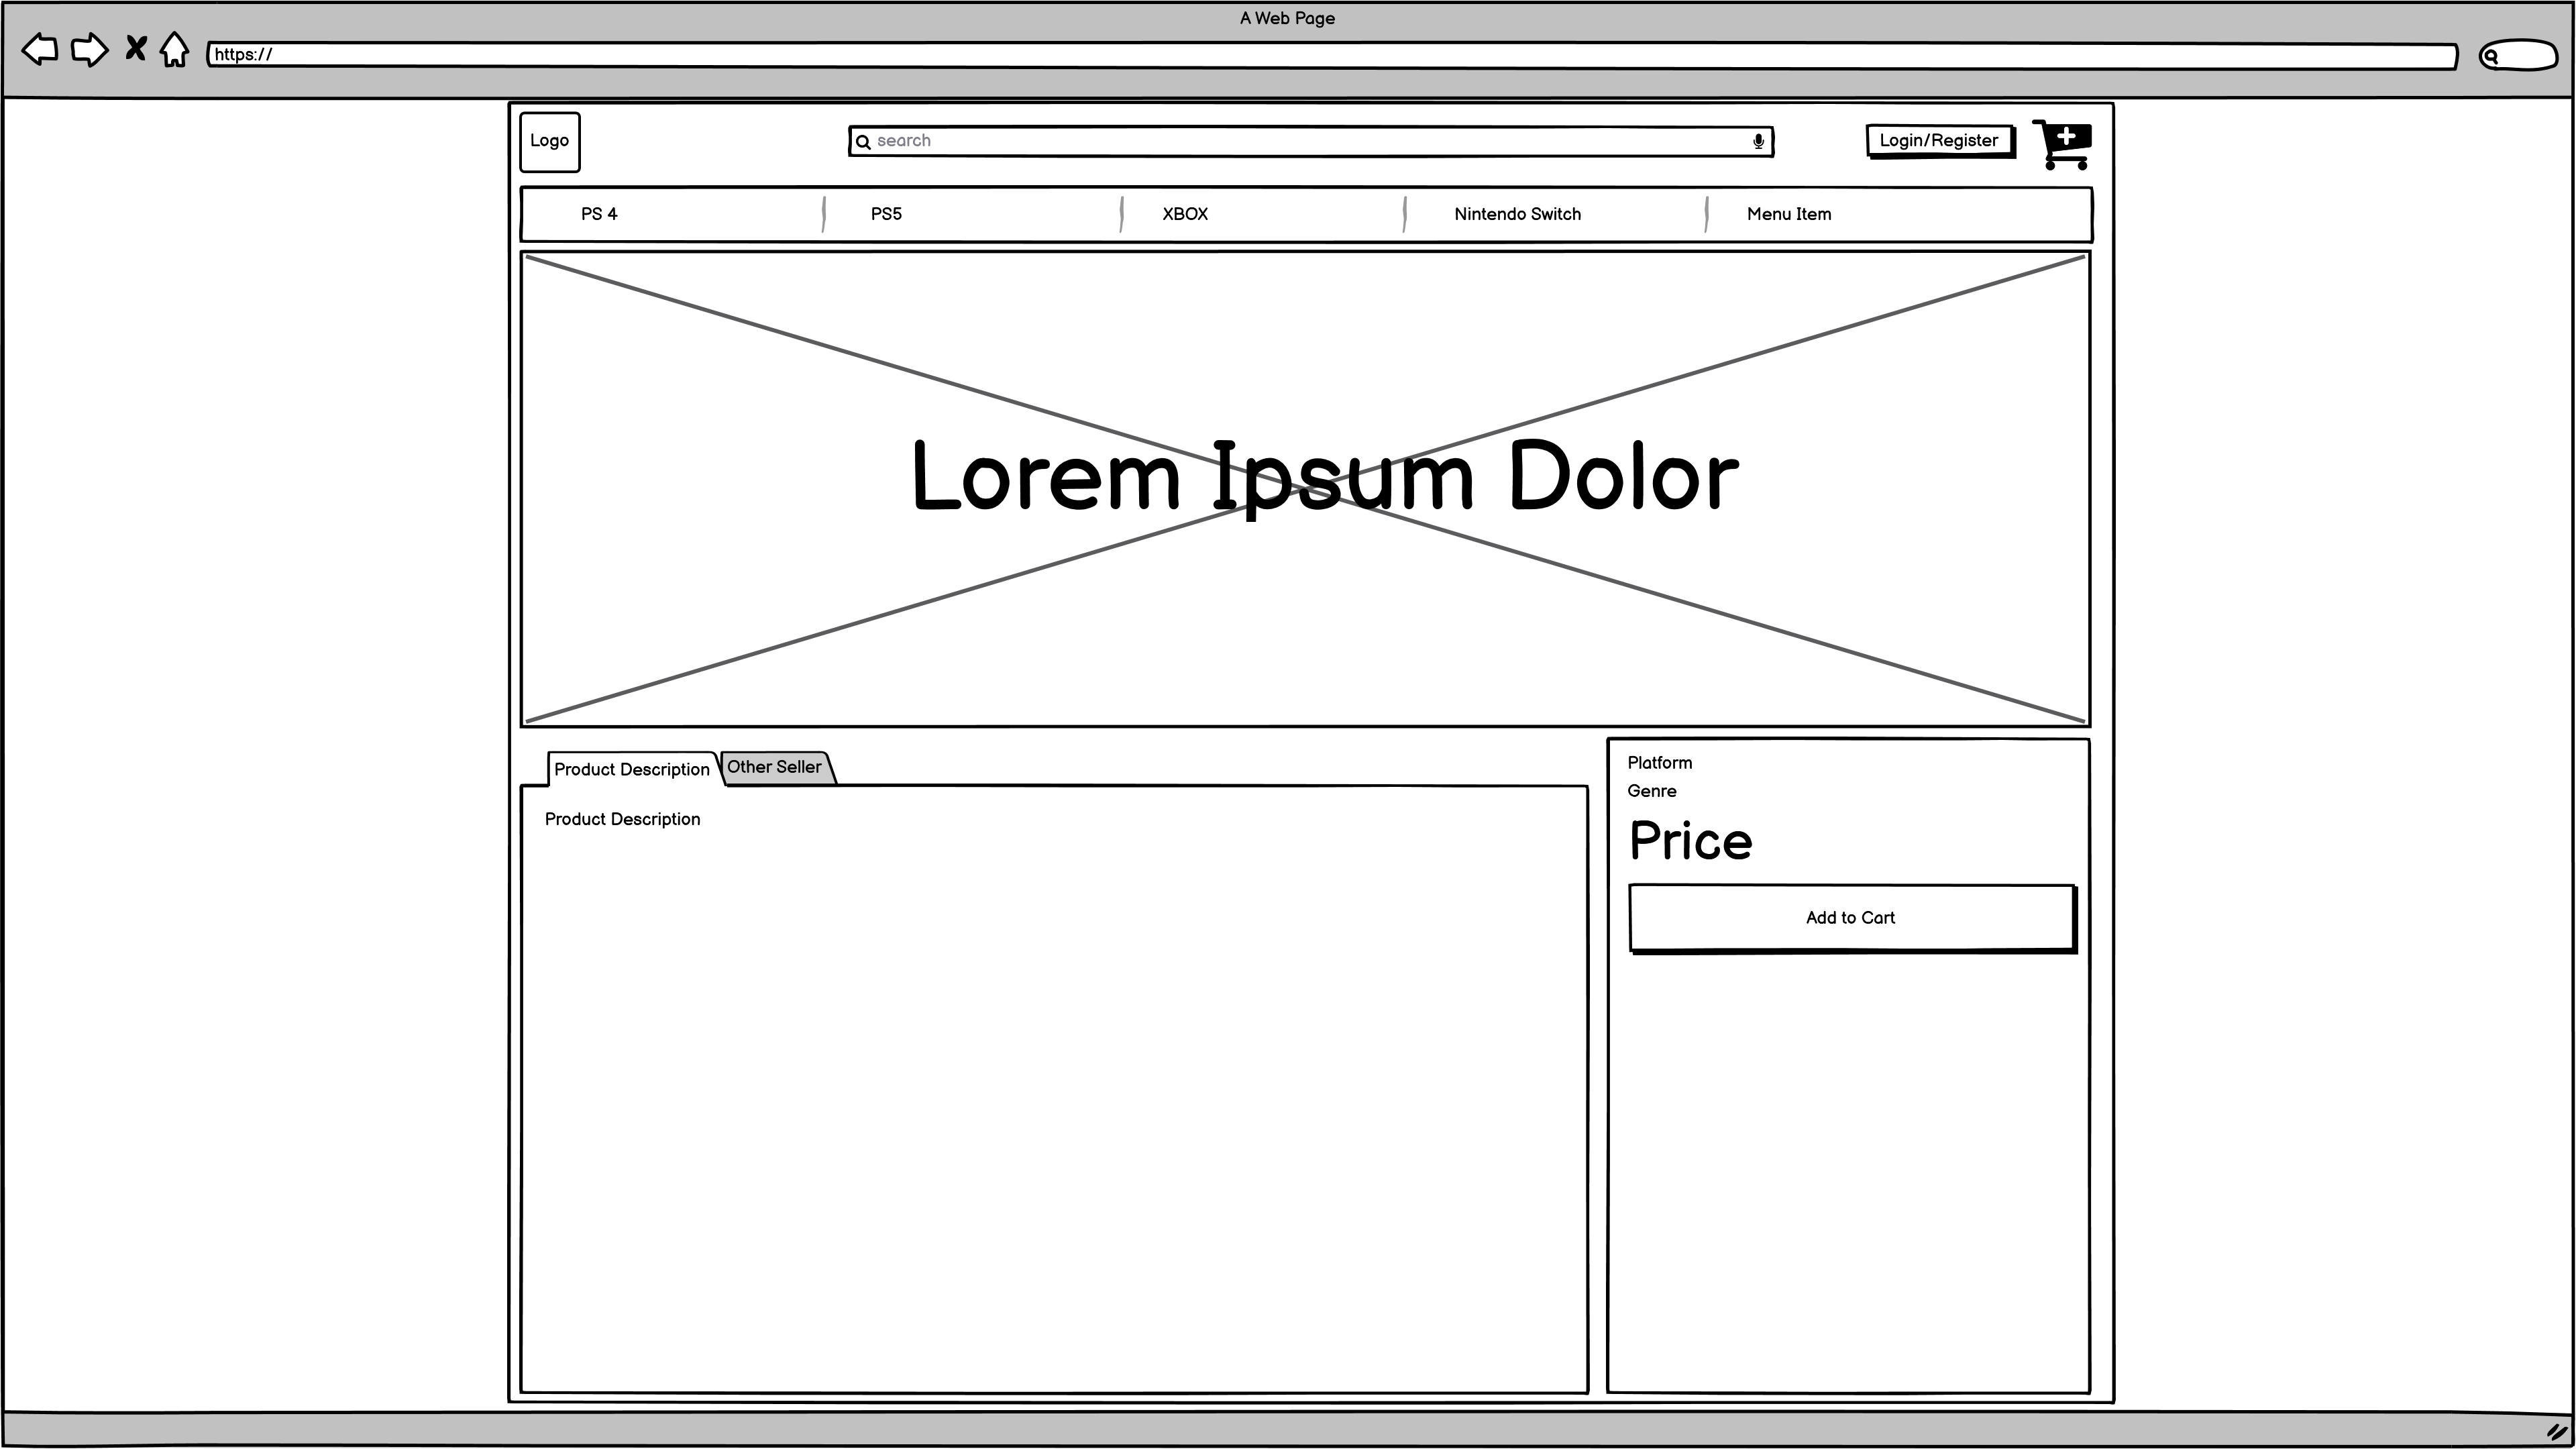 A Web Page
https://
Logo
search
Login/Register
PS 4
PS5
XBOX
Nintendo Switch
Menu Item
Lorem Ipsum Dolor
Product Description
Other Seller
Product Description
Platform
Genre
Price
Add to Cart